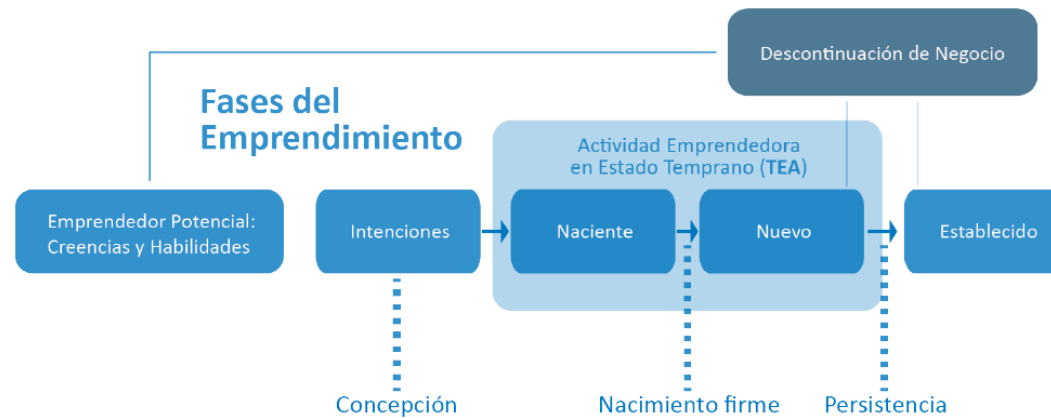 Descontinuación de Negocio
Fases del
Emprendimiento
Actividad Emprendedora
en Estado Temprano (TEA)
Emprendedor Potencial:
Creencias y Habilidades
Intenciones
Naciente
Nuevo
Establecido
Concepción
Nacimiento firme
Persistencia